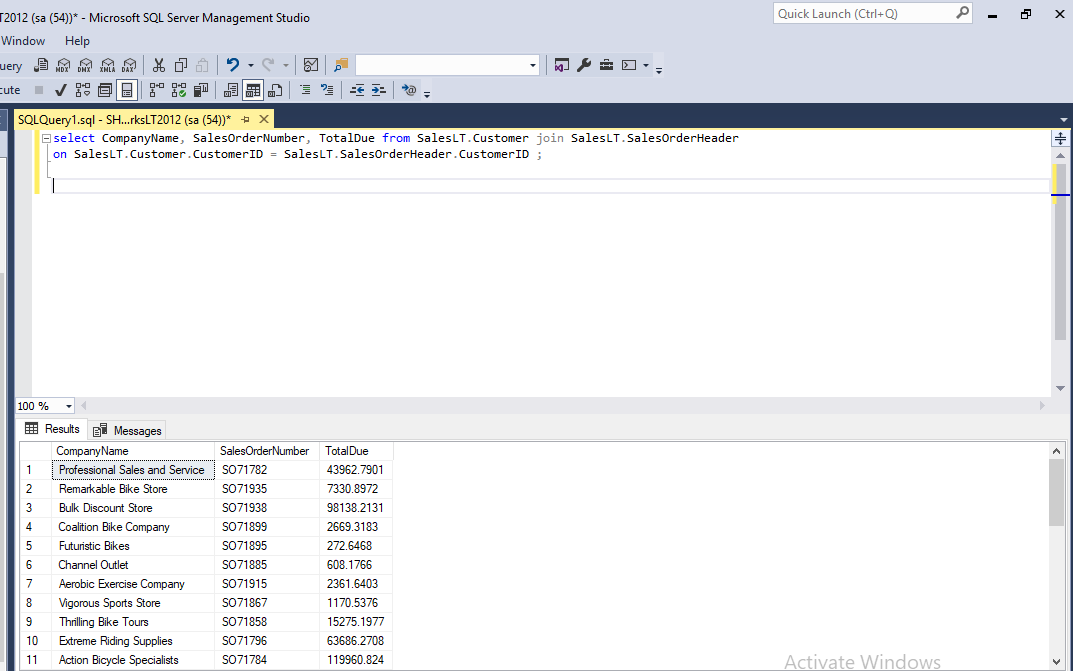 T2012 (sa (54))* - Microsoft SQL Server Management Studio
Quick Launch (Ctrl+Q)
Window Help
uery MDX DMX XMLA DAX
cute
SQLQuery1.sql - SH...rksLT2012 (sa (54))*
select CompanyName, SalesOrderNumber, TotalDue from SalesLT.Customer join SalesLT.SalesOrderHeader
on SalesLT.Customer.CustomerID = SalesLT.SalesOrderHeader.CustomerID ;
100 %
Results Messages
CompanyName SalesOrderNumber TotalDue
1 Professional Sales and Service SO71782 43962.7901
2 Remarkable Bike Store SO71935 7330.8972
3 Bulk Discount Store SO71938 98138.2131
4 Coalition Bike Company SO71899 2669.3183
5 Futuristic Bikes SO71895 272.6468
6 Channel Outlet SO71885 608.1766
7 Aerobic Exercise Company SO71915 2361.6403
8 Vigorous Sports Store SO71867 1170.5376
9 Thrilling Bike Tours SO71858 15275.1977
10 Extreme Riding Supplies SO71796 63686.2708
11 Action Bicycle Specialists SO71784 119960.824
Activate Windows